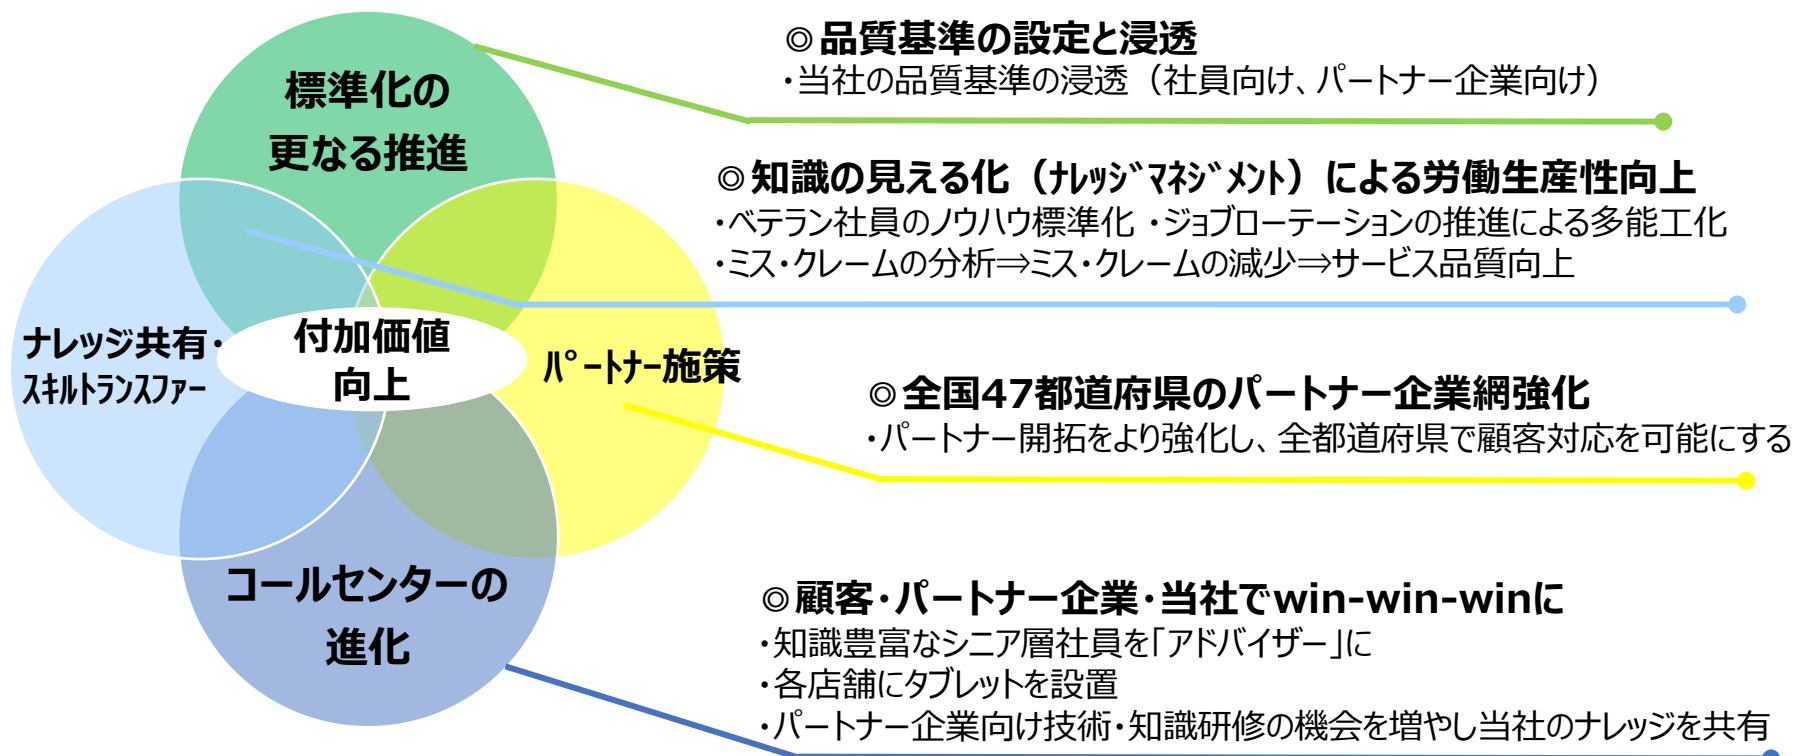 標準化の
更なる推進
ナレッジ共有・
ｽｷﾙﾄﾗﾝｽﾌｧｰ
付加価値
向上
ﾊﾟｰﾄﾅｰ施策
コールセンターの
進化
◎品質基準の設定と浸透
・当社の品質基準の浸透（社員向け、パートナー企業向け）
◎知識の見える化（ﾅﾚｯｼﾞﾏﾈｼﾞﾒﾝﾄ）による労働生産性向上
・ベテラン社員のノウハウ標準化 ・ジョブローテーションの推進による多能工化
・ミス・クレームの分析⇒ミス・クレームの減少⇒サービス品質向上
◎全国47都道府県のパートナー企業網強化
・パートナー開拓をより強化し、全都道府県で顧客対応を可能にする
◎顧客・パートナー企業・当社でwin-win-winに
・知識豊富なシニア層社員を「アドバイザー」に
・各店舗にタブレットを設置
・パートナー企業向け技術・知識研修の機会を増やし当社のナレッジを共有